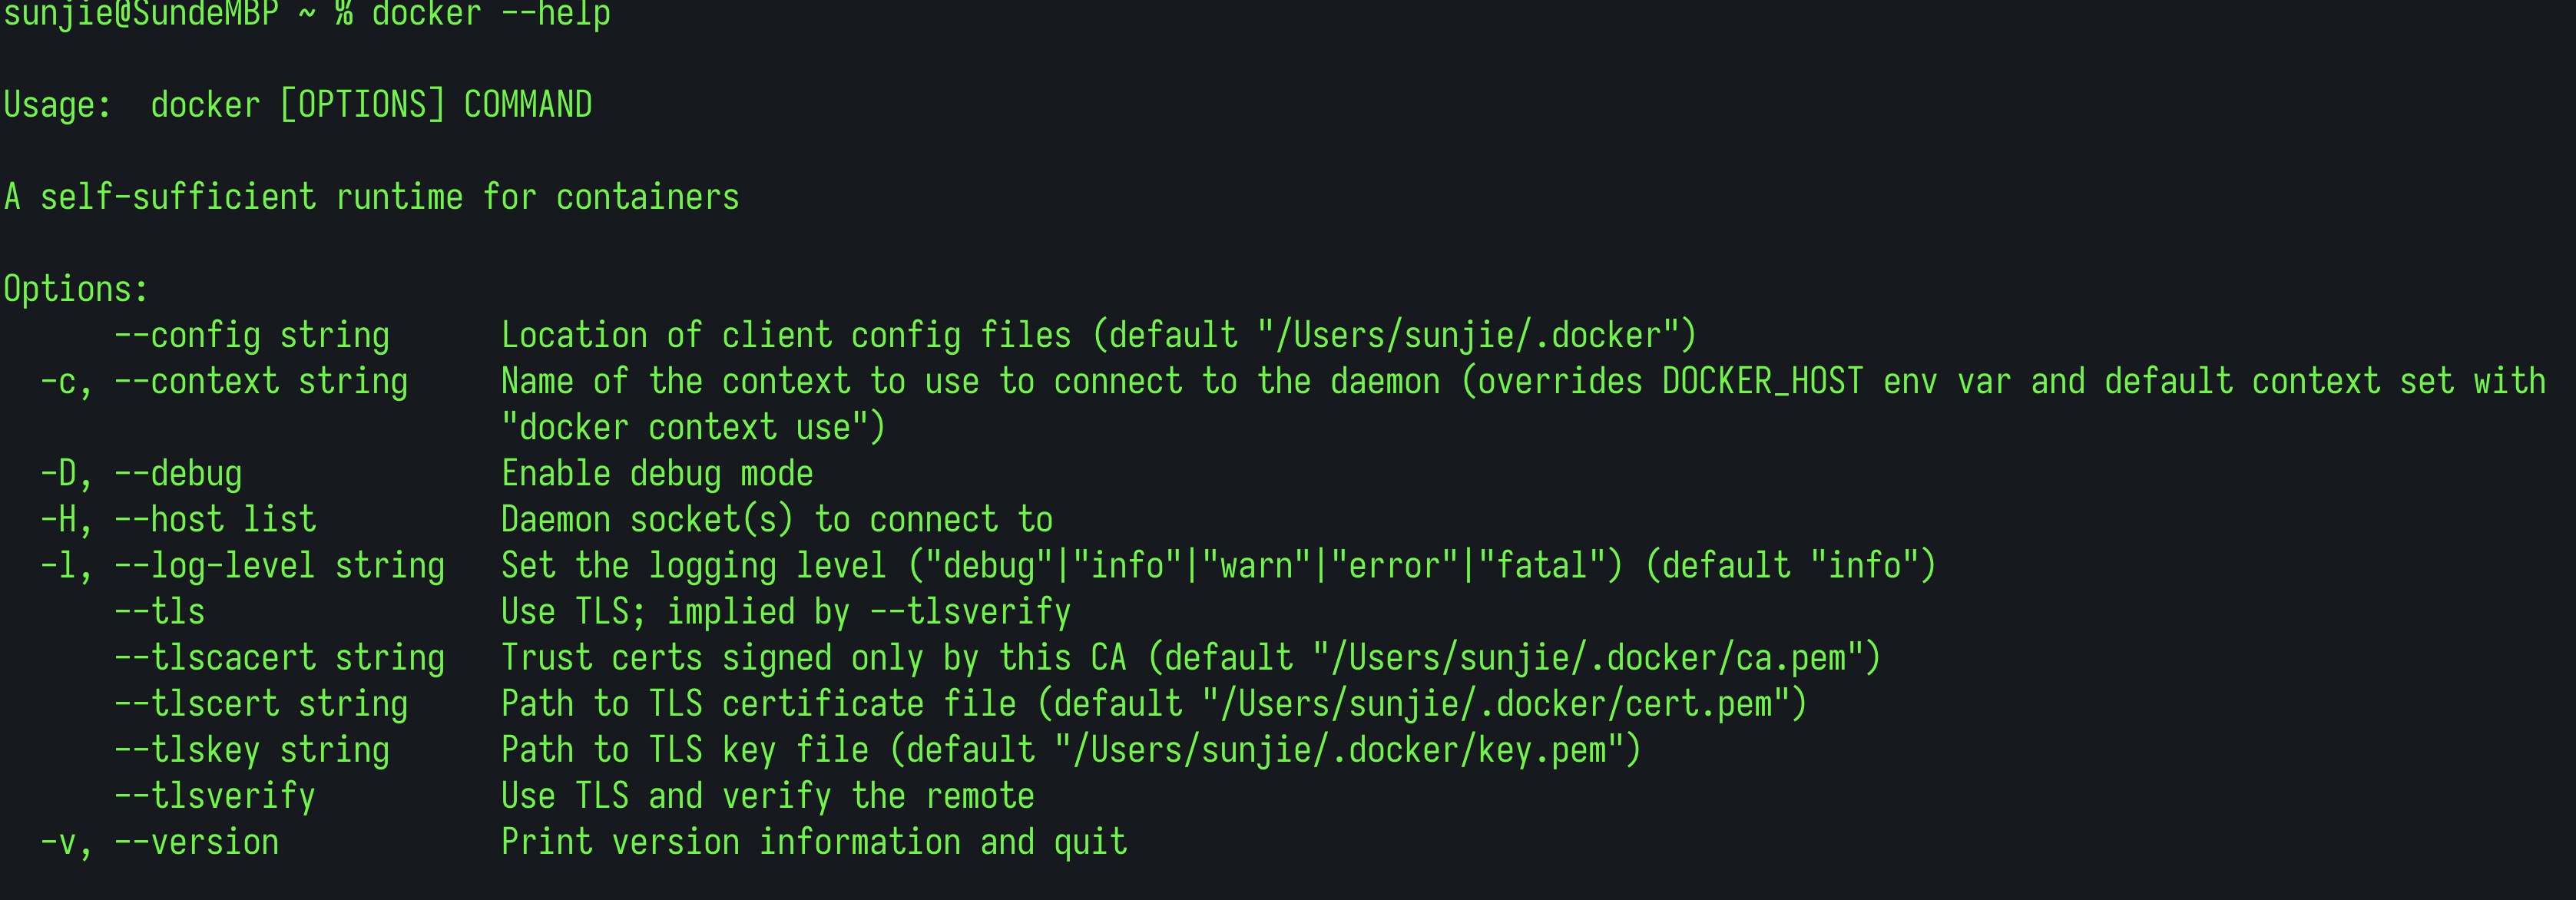 sunjie@SundeMBP ~ % docker --help
Usage:  docker [OPTIONS] COMMAND
A self-sufficient runtime for containers
Options:
      --config string      Location of client config files (default "/Users/sunjie/.docker")
  -c, --context string     Name of the context to use to connect to the daemon (overrides DOCKER_HOST env var and default context set with
                           "docker context use")
  -D, --debug              Enable debug mode
  -H, --host list          Daemon socket(s) to connect to
  -l, --log-level string   Set the logging level ("debug"|"info"|"warn"|"error"|"fatal") (default "info")
      --tls                Use TLS; implied by --tlsverify
      --tlscacert string   Trust certs signed only by this CA (default "/Users/sunjie/.docker/ca.pem")
      --tlscert string     Path to TLS certificate file (default "/Users/sunjie/.docker/cert.pem")
      --tlskey string      Path to TLS key file (default "/Users/sunjie/.docker/key.pem")
      --tlsverify          Use TLS and verify the remote
  -v, --version            Print version information and quit